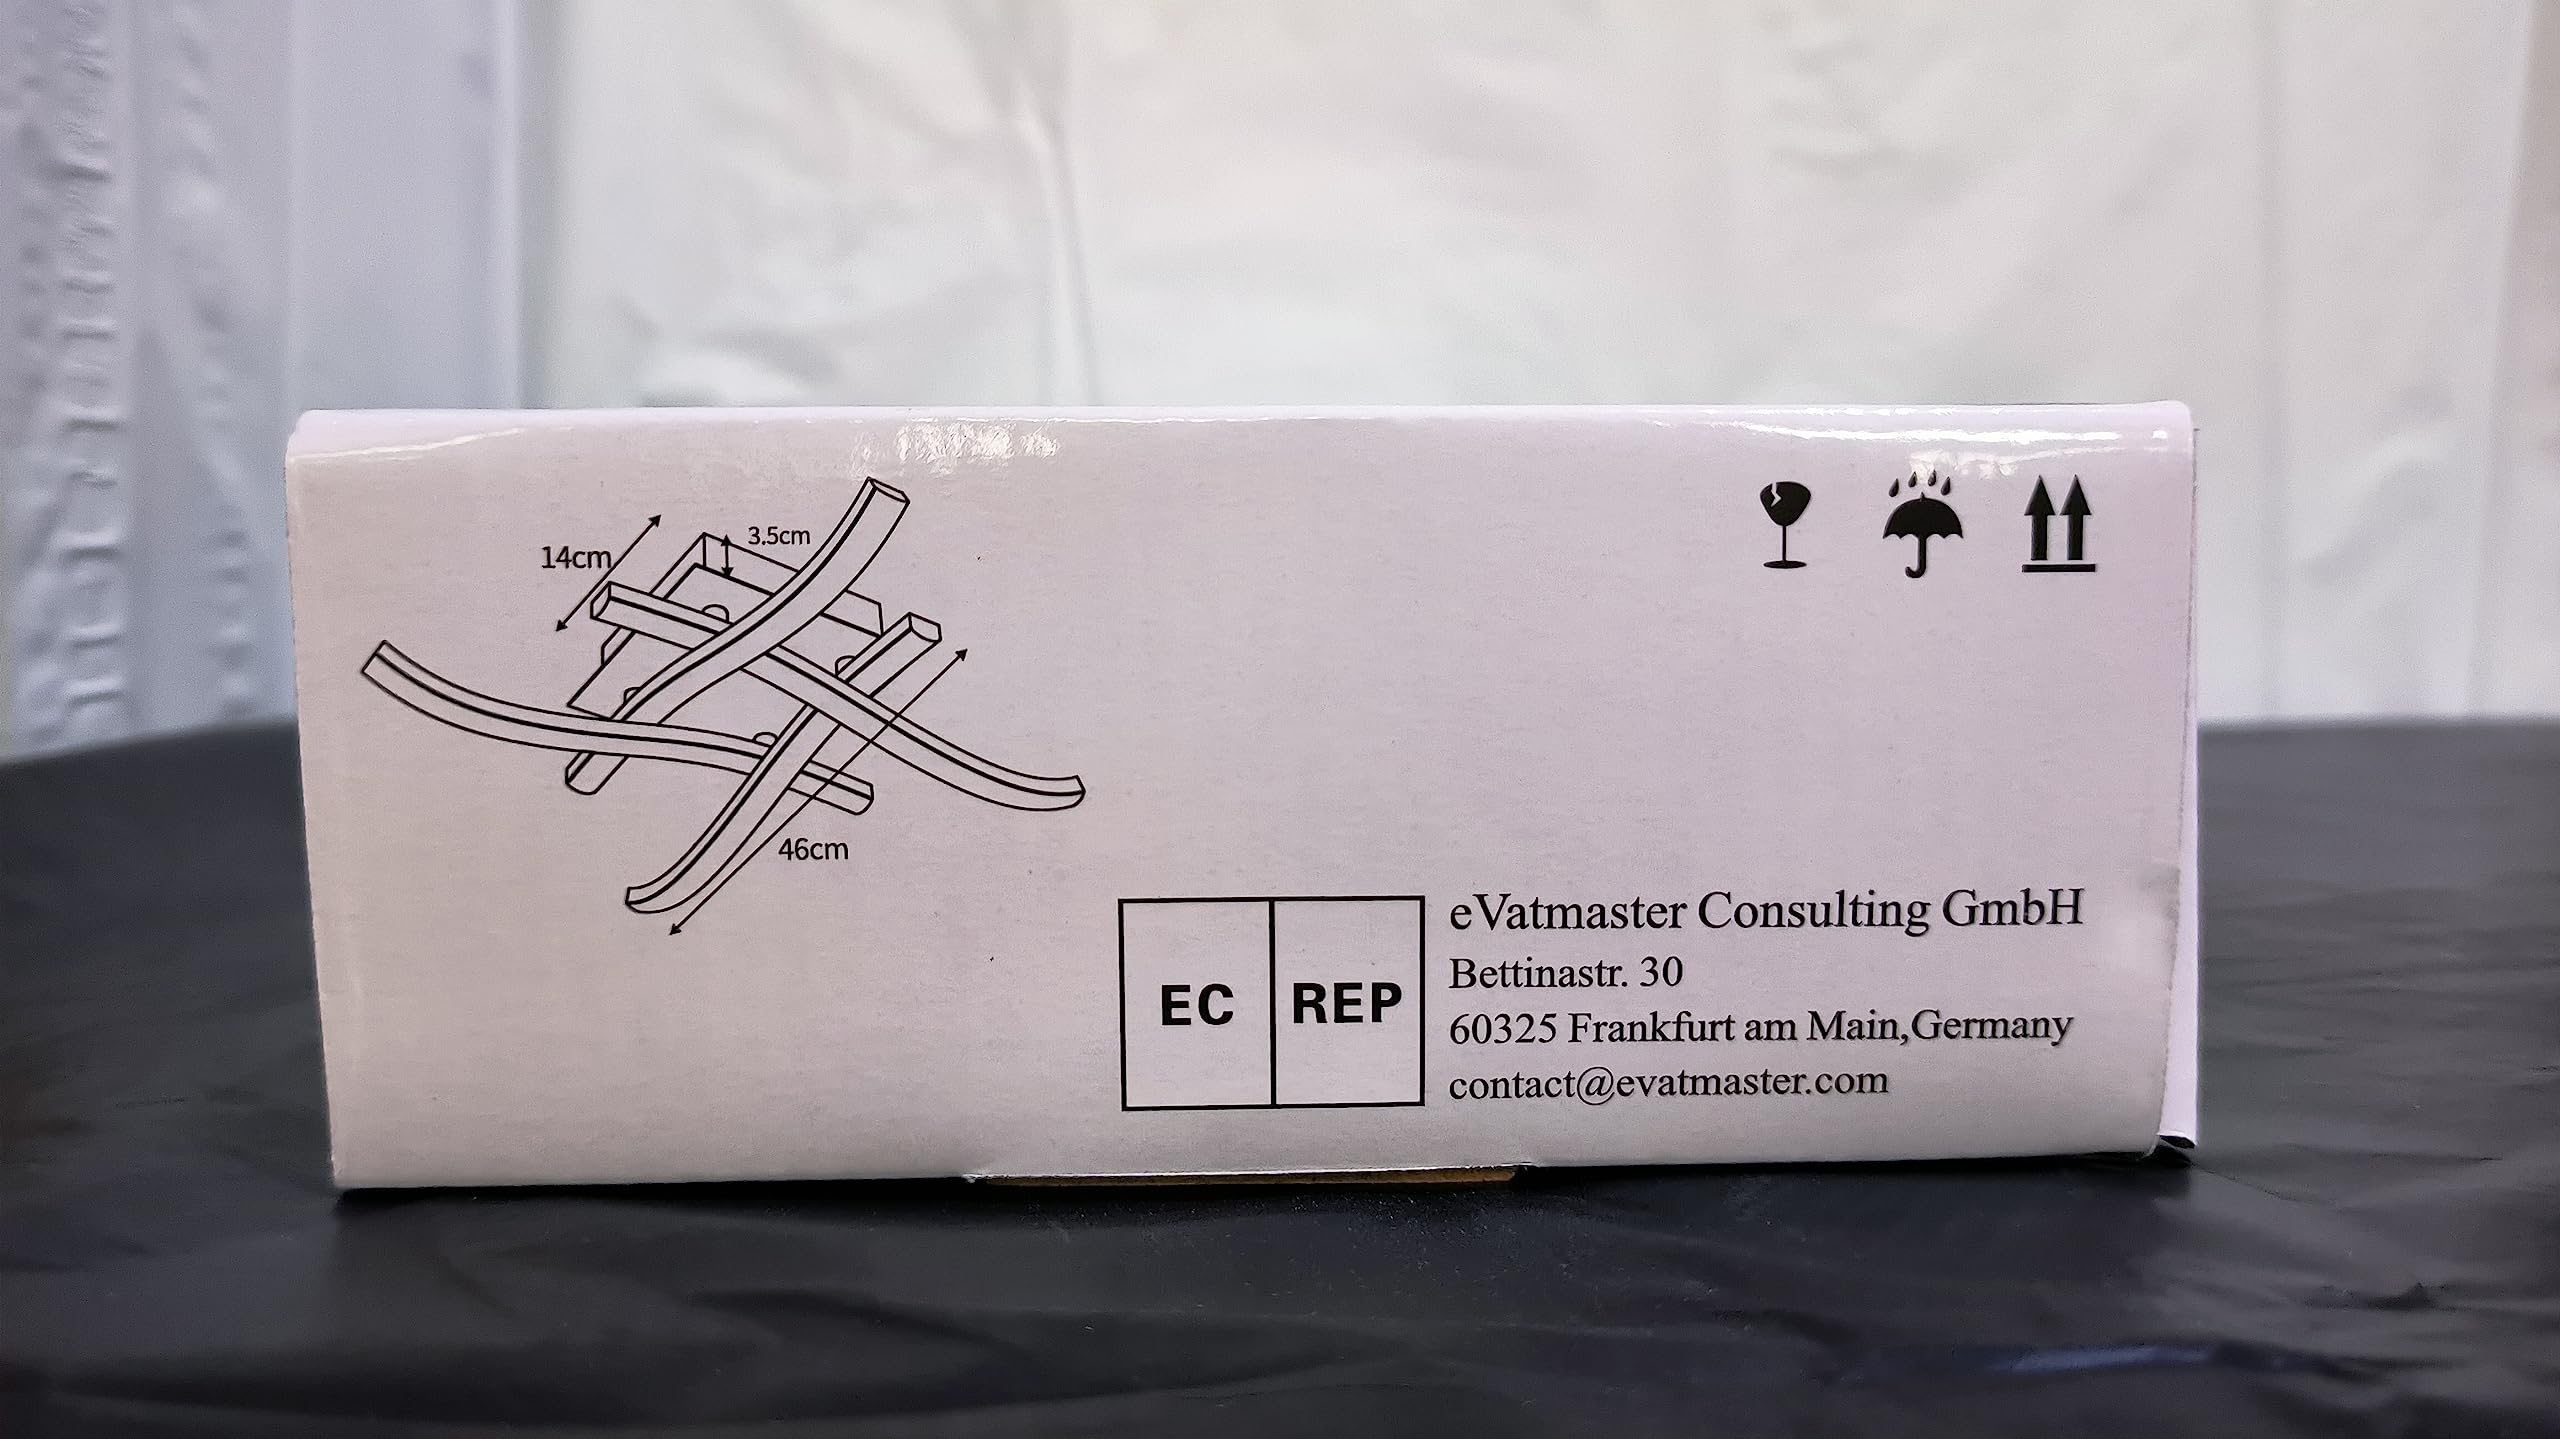 3.5cm
14cm
46cm
EC REP
eVatmaster Consulting GmbH
Bettinastr. 30
60325 Frankfurt am Main,Germany
contact@evatmaster.com